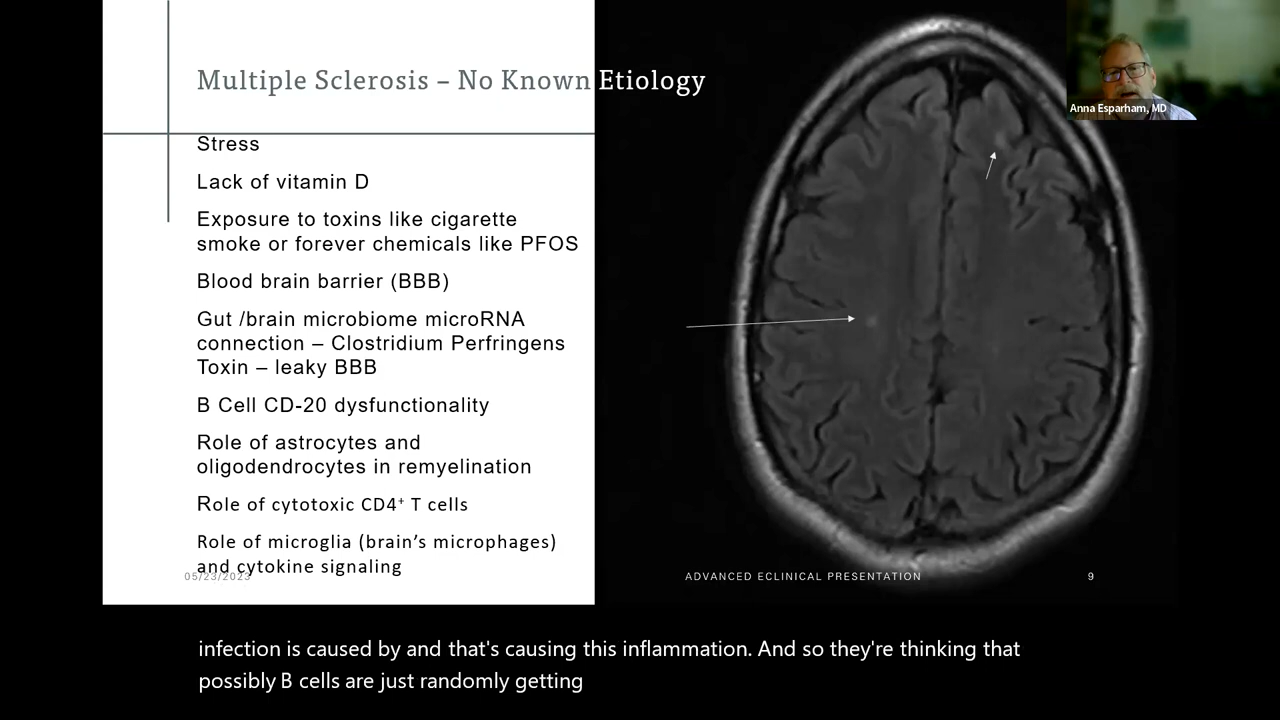 Multiple Sclerosis – No Known Etiology
Anna Esparham, MD
Stress
Lack of vitamin D
Exposure to toxins like cigarette
smoke or forever chemicals like PFOS
Blood brain barrier (BBB)
Gut /brain microbiome microRNA
connection – Clostridium Perfringens
Toxin – leaky BBB
B Cell CD-20 dysfunctionality
Role of astrocytes and
oligodendrocytes in remyelination
Role of cytotoxic CD4⁺ T cells
Role of microglia (brain’s microphages)
and cytokine signaling
05/23/2023
ADVANCED ECLINICAL PRESENTATION
9
infection is caused by and that's causing this inflammation. And so they're thinking that
possibly B cells are just randomly getting